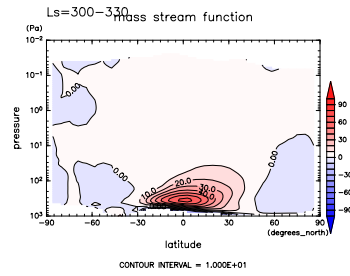 Ls=300−330
mass stream function
(Pa)
10−2
10−1
100
101
102
103
pressure
0.00
0.00
0.00
0.00
10.0
20.0
30.0
−90 −60 −30 0 30 60 90
(degrees_north)
latitude
90
60
30
0
−30
−60
−90
CONTOUR INTERVAL = 1.000E+01